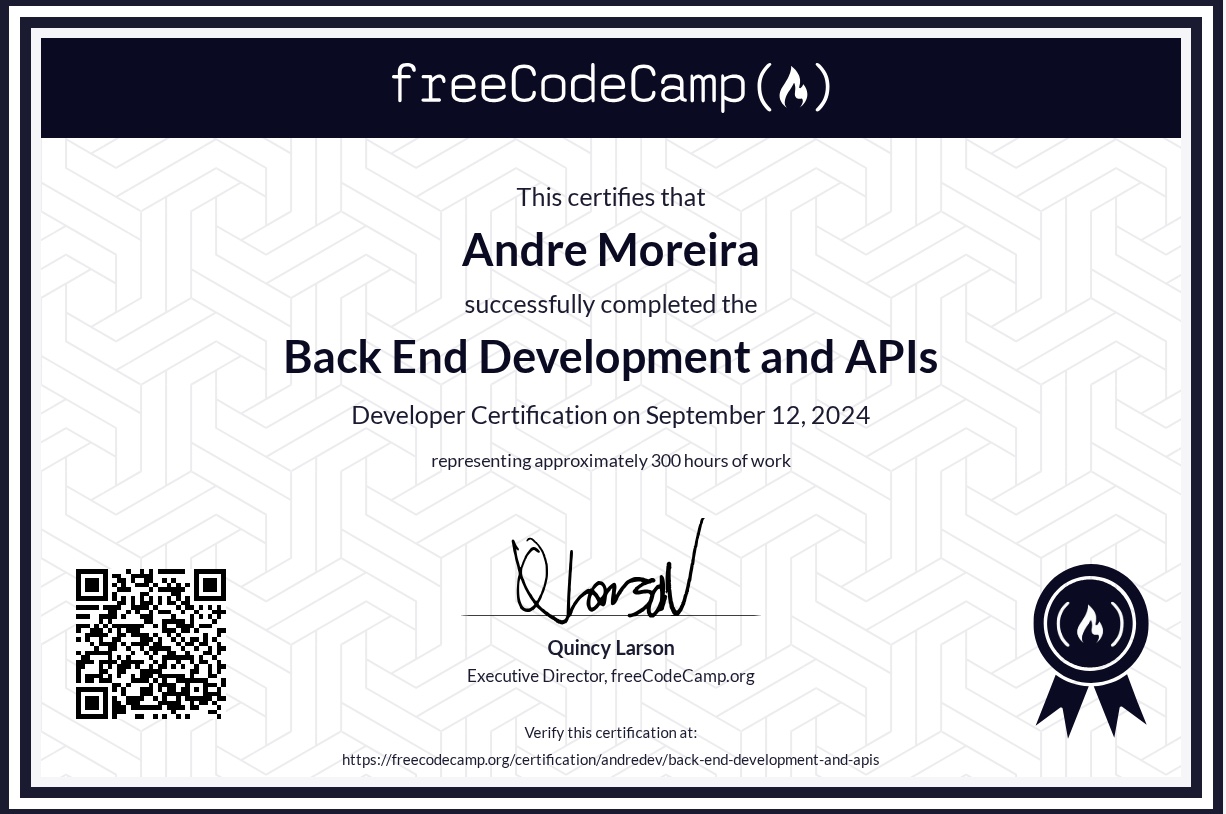 freeCodeCamp
This certifies that
Andre Moreira
successfully completed the
Back End Development and APIs
Developer Certification on September 12, 2024
representing approximately 300 hours of work
Quincy Larson
Executive Director, freeCodeCamp.org
Verify this certification at:
https://freecodecamp.org/certification/andredev/back-end-development-and-apis